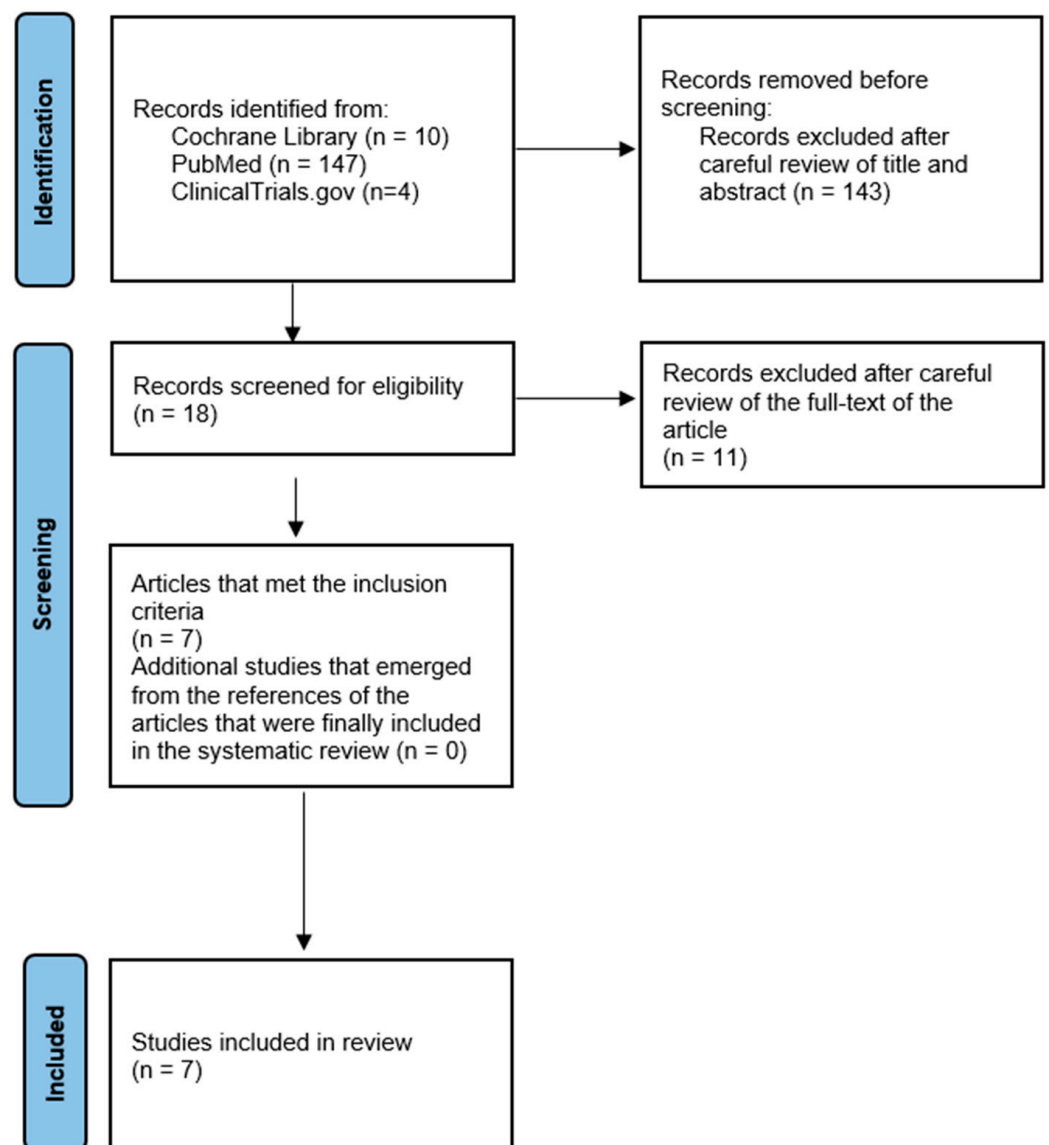 Identification
Records identified from:
Cochrane Library (n = 10)
PubMed (n = 147)
ClinicalTrials.gov (n=4)
Records removed before
screening:
Records excluded after
careful review of title and
abstract (n = 143)
Screening
Records screened for eligibility
(n = 18)
Records excluded after careful
review of the full-text of the
article
(n = 11)
Articles that met the inclusion
criteria
(n = 7)
Additional studies that emerged
from the references of the
articles that were finally included
in the systematic review (n = 0)
Included
Studies included in review
(n = 7)